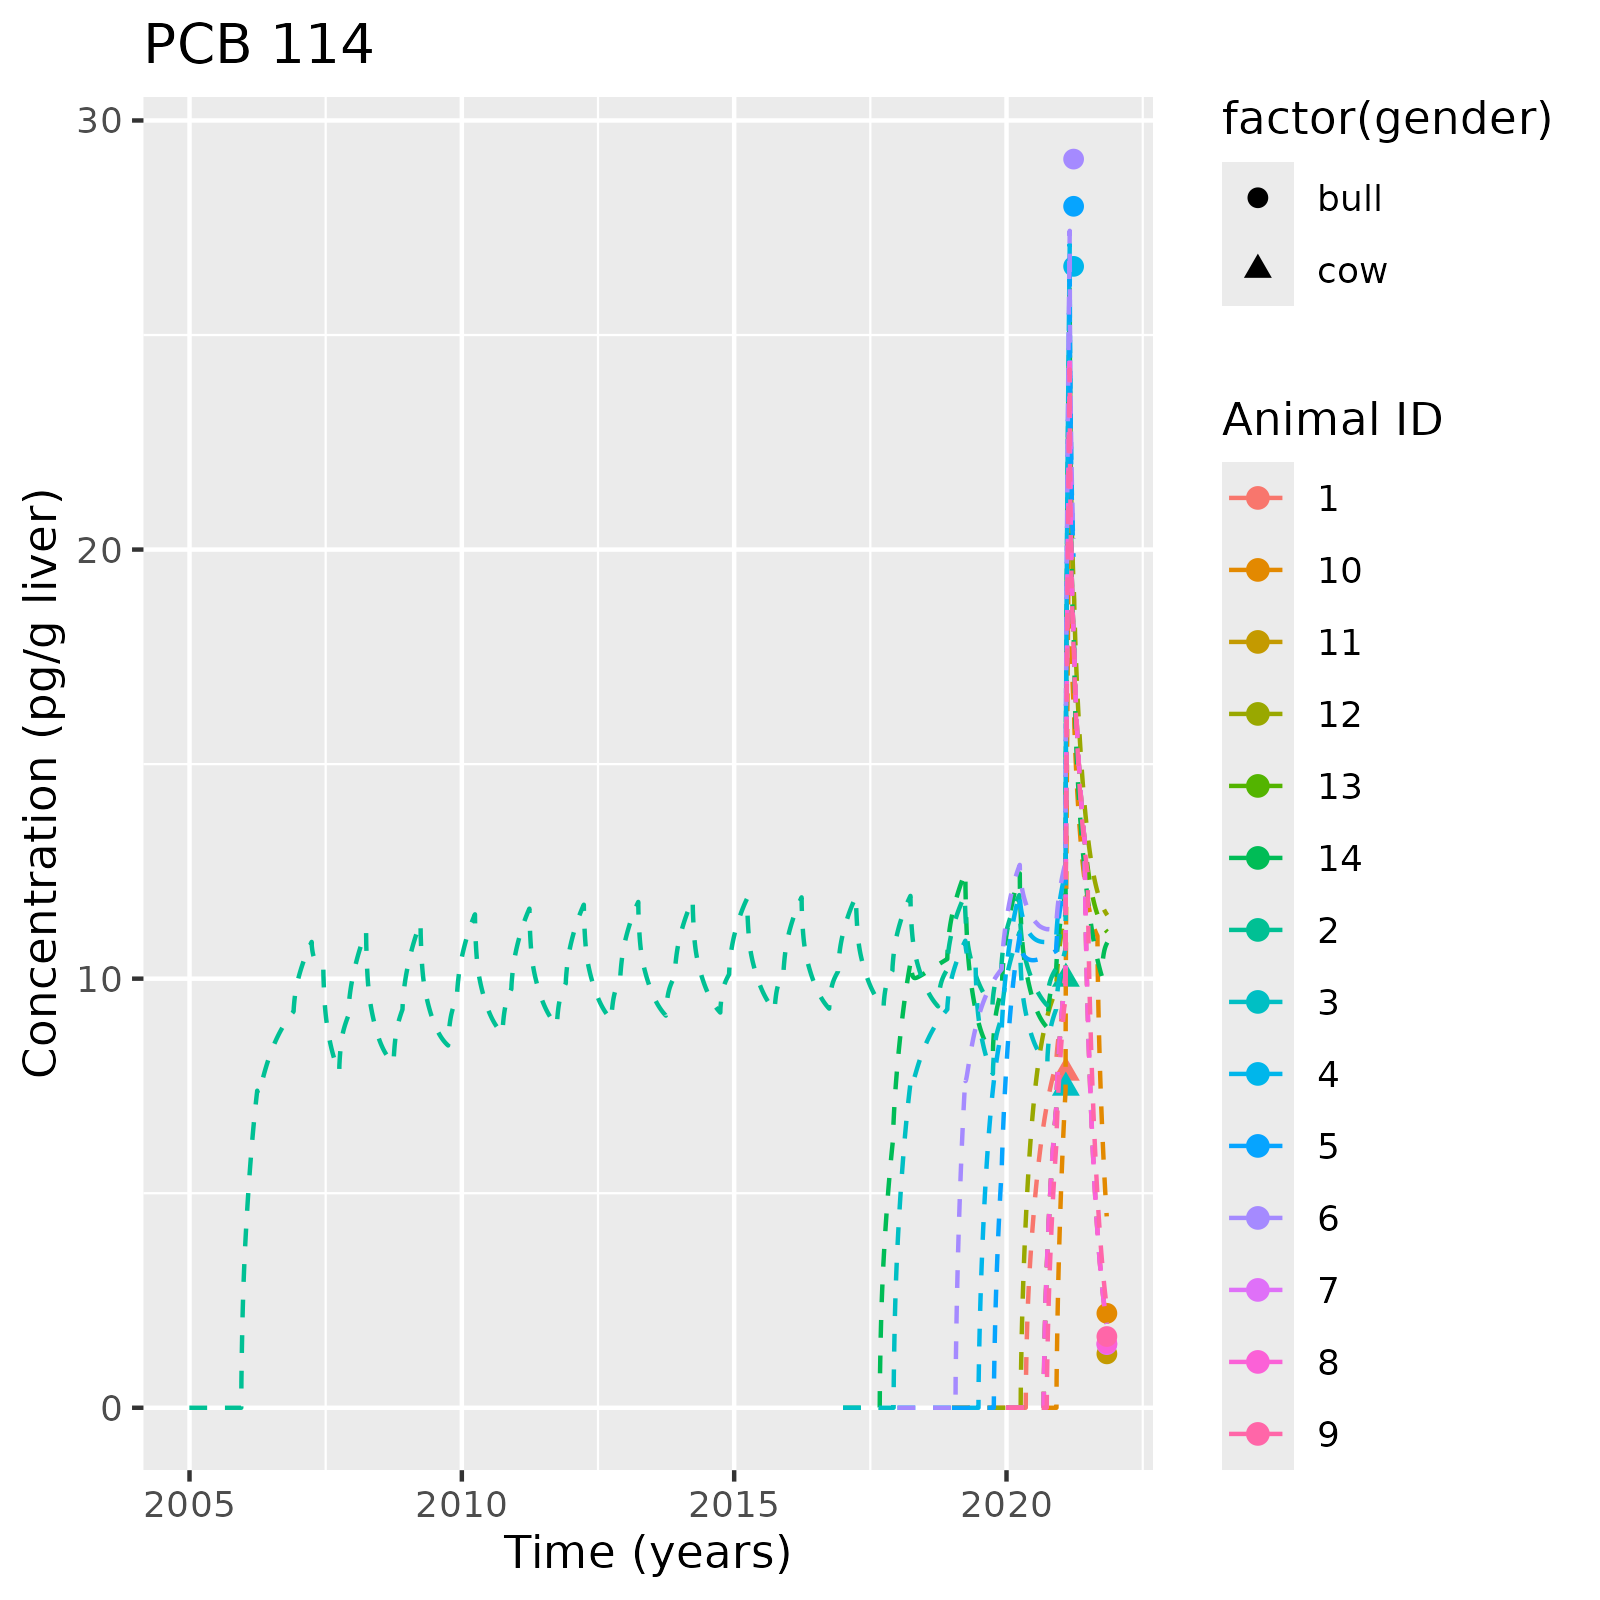 PCB 114
Concentration (pg/g liver)
30
20
10
0
2005 2010 2015 2020
Time (years)
factor(gender)
bull
cow
Animal ID
1
10
11
12
13
14
2
3
4
5
6
7
8
9